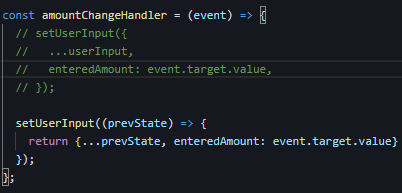 const amountChangeHandler = (event) => {
// setUserInput({
//   ...userInput,
//   enteredAmount: event.target.value,
// });
setUserInput((prevState) => {
return {...prevState, enteredAmount: event.target.value}
});
};